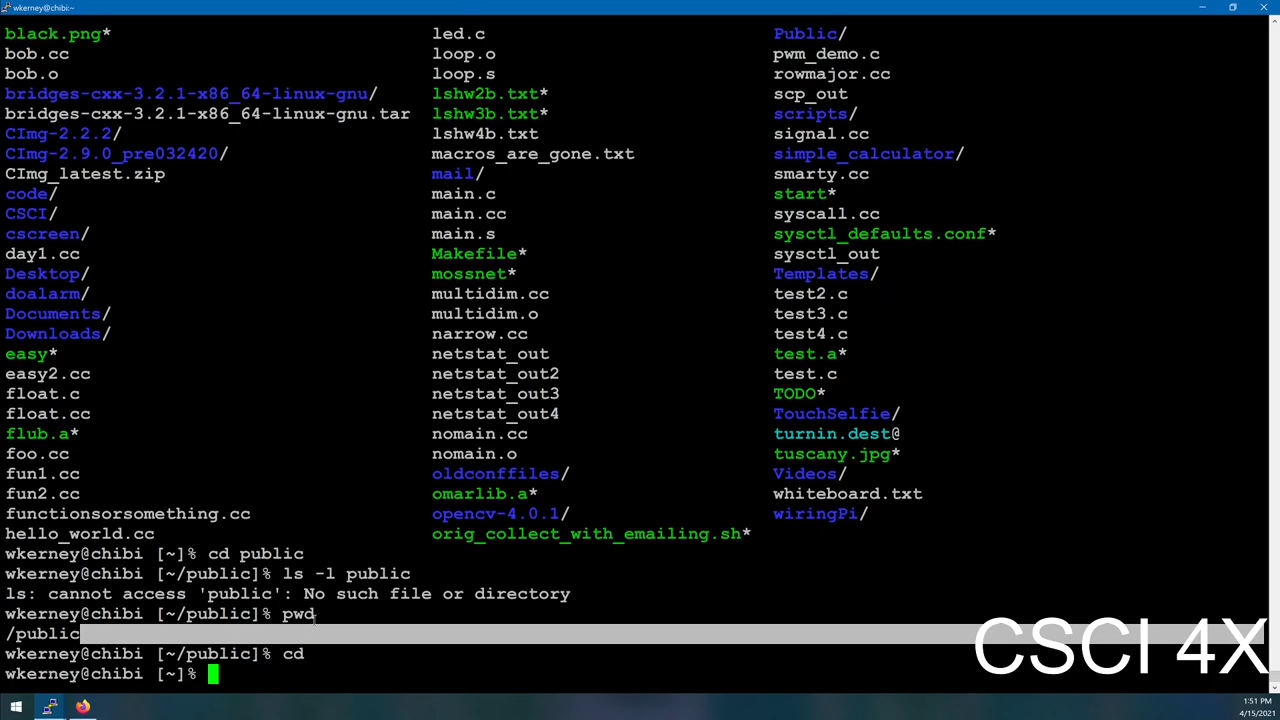 wkerney@chibi:~
black.png* led.c Public/
bob.cc loop.o pwm_demo.c
bob.o loop.s rowmajor.cc
bridges-cxx-3.2.1-x86_64-linux-gnu/ lshw2b.txt* scp_out
bridges-cxx-3.2.1-x86_64-linux-gnu.tar lshw3b.txt* scripts/
CImg-2.2.2/ lshw4b.txt signal.cc
CImg-2.9.0_pre032420/ macros_are_gone.txt simple_calculator/
CImg_latest.zip mail/ smarty.cc
code/ main.c start*
CSCI/ main.cc syscall.cc
cscreen/ main.s sysctl_defaults.conf*
day1.cc Makefile* sysctl_out
Desktop/ mossnet* Templates/
doalarm/ multidim.cc test2.c
Documents/ multidim.o test3.c
Downloads/ narrow.cc test4.c
easy* netstat_out test.a*
easy2.cc netstat_out2 test.c
float.c netstat_out3 TODO*
float.cc netstat_out4 TouchSelfie/
flub.a* nomain.cc turnin.dest@
foo.cc nomain.o tuscany.jpg*
fun1.cc oldconffiles/ Videos/
fun2.cc omarlib.a* whiteboard.txt
functionsorsomething.cc opencv-4.0.1/ wiringPi/
hello_world.cc orig_collect_with_emailing.sh*
wkerney@chibi [~]% cd public
wkerney@chibi [~/public]% ls -l public
ls: cannot access 'public': No such file or directory
wkerney@chibi [~/public]% pwd
/public
wkerney@chibi [~/public]% cd
wkerney@chibi [~]%
CSCI 4X
1:51 PM
4/15/2021